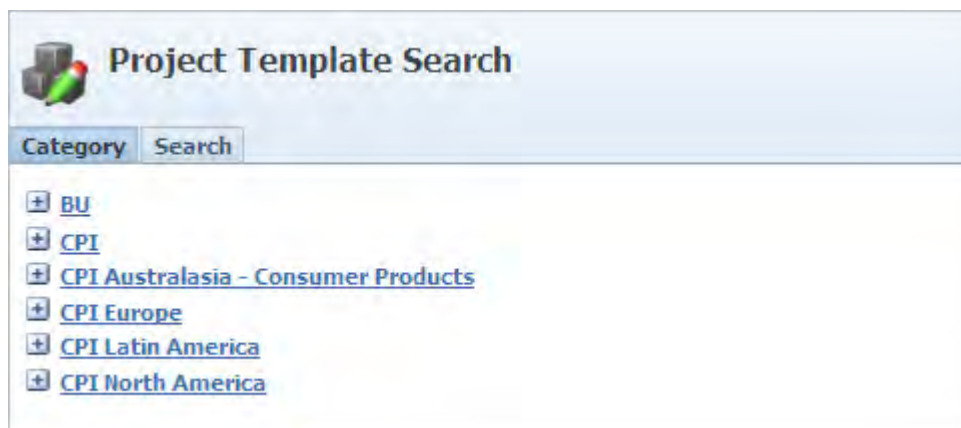 Project Template Search
Category Search
BU
CPI
CPI Australasia - Consumer Products
CPI Europe
CPI Latin America
CPI North America